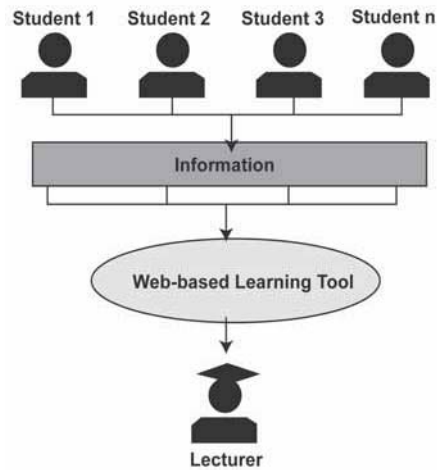 Student 1 Student 2 Student 3 Student n
Information
Web-based Learning Tool
Lecturer